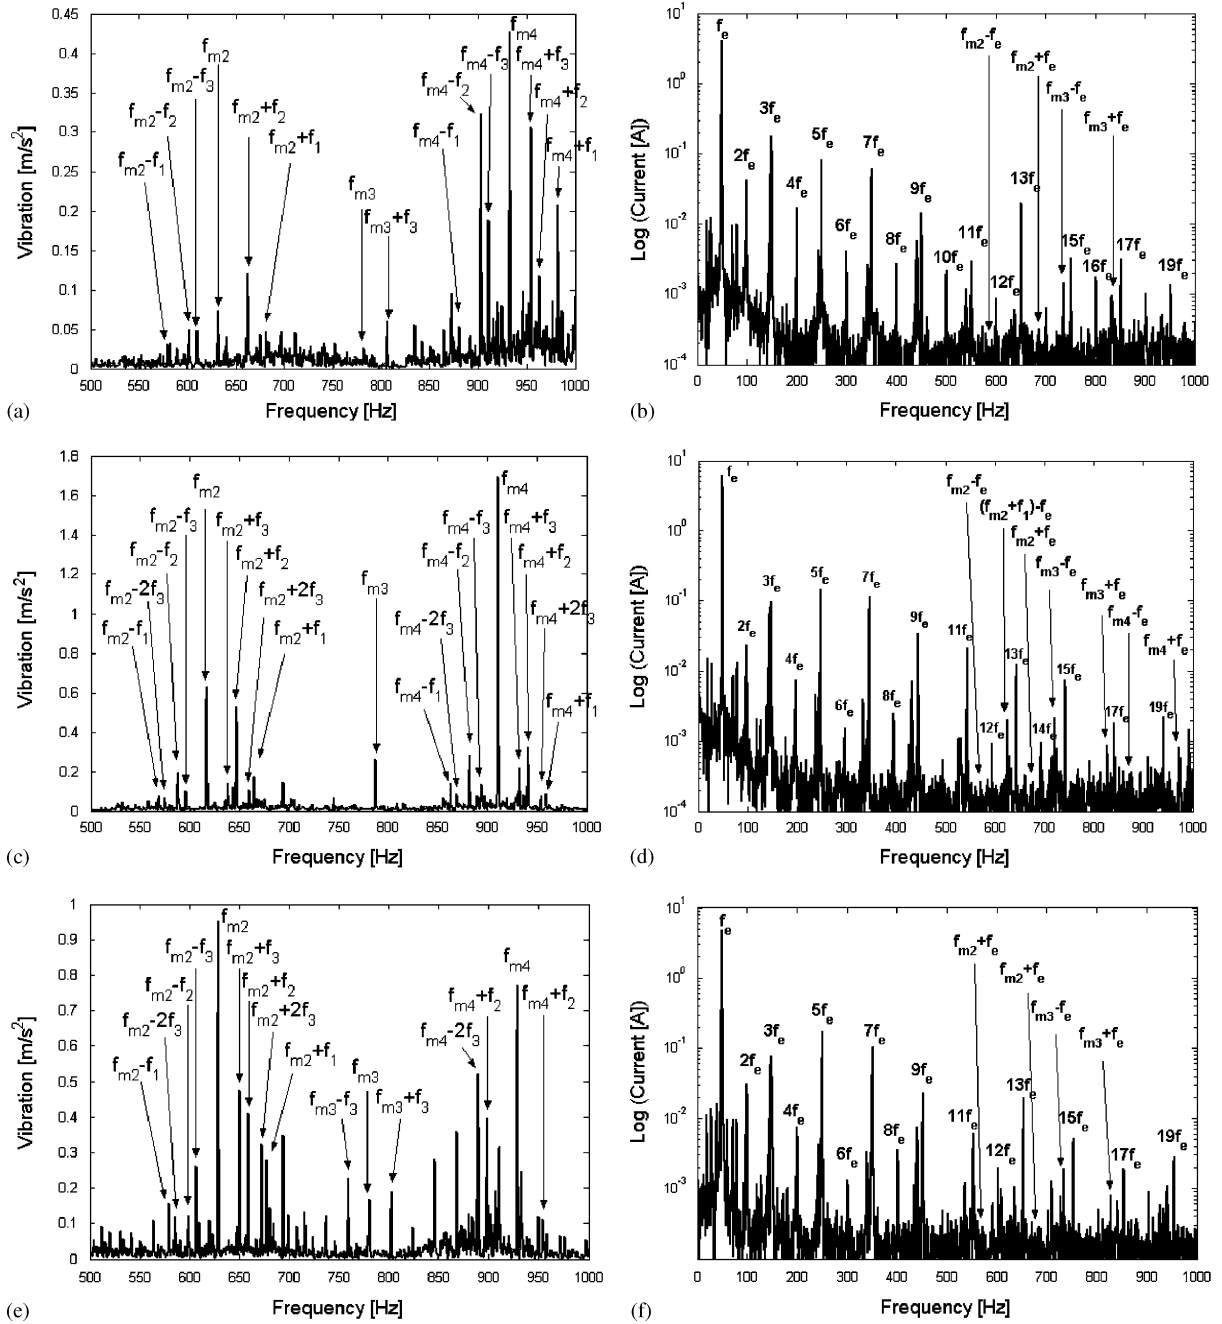 0.45
0.4
0.35
0.3
0.25
0.2
0.15
0.1
0.05
0
500 550 600 650 700 750 800 850 900 950 1000
Vibration [m/s²]
Frequency [Hz]
(a)
fm2
fm2-f3
fm2-f2
fm2-f1
fm2+f2
fm2+f1
fm3
fm3+f3
fm4
fm4-f3
fm4-f2
fm4-f1
fm4+f3
fm4+f2
fm4+f1
10¹
10⁰
10⁻¹
10⁻²
10⁻³
10⁻⁴
0 100 200 300 400 500 600 700 800 900 1000
Log (Current [A])
Frequency [Hz]
(b)
fe
2fe
3fe
4fe
5fe
6fe
7fe
8fe
9fe
10fe
11fe
12fe
13fe
15fe
16fe
17fe
19fe
fm2-fe
fm2+fe
fm3-fe
fm3+fe
1.8
1.6
1.4
1.2
1
0.8
0.6
0.4
0.2
0
500 550 600 650 700 750 800 850 900 950 1000
Vibration [m/s²]
Frequency [Hz]
(c)
fm2
fm2-f3
fm2-f2
fm2-2f3
fm2-f1
fm2+f3
fm2+f2
fm2+2f3
fm2+f1
fm3
fm4
fm4-f3
fm4-f2
fm4-2f3
fm4-f1
fm4+f3
fm4+f2
fm4+2f3
fm4+f1
10¹
10⁰
10⁻¹
10⁻²
10⁻³
10⁻⁴
0 100 200 300 400 500 600 700 800 900 1000
Log (Current [A])
Frequency [Hz]
(d)
fe
2fe
3fe
4fe
5fe
6fe
7fe
8fe
9fe
11fe
12fe
13fe
14fe
15fe
17fe
19fe
fm2-fe
(fm2+f1)-fe
fm2+fe
fm3-fe
fm3+fe
fm4-fe
fm4+fe
1
0.9
0.8
0.7
0.6
0.5
0.4
0.3
0.2
0.1
0
500 550 600 650 700 750 800 850 900 950 1000
Vibration [m/s²]
Frequency [Hz]
(e)
fm2
fm2-f3
fm2-f2
fm2-2f3
fm2-f1
fm2+f3
fm2+f2
fm2+2f3
fm2+f1
fm3-f3
fm3
fm3+f3
fm4
fm4+f2
fm4-2f3
fm4+f2
10¹
10⁰
10⁻¹
10⁻²
10⁻³
0 100 200 300 400 500 600 700 800 900 1000
Log (Current [A])
Frequency [Hz]
(f)
fe
2fe
3fe
4fe
5fe
6fe
7fe
8fe
9fe
11fe
12fe
13fe
15fe
17fe
19fe
fm2+fe
fm2+fe
fm3-fe
fm3+fe